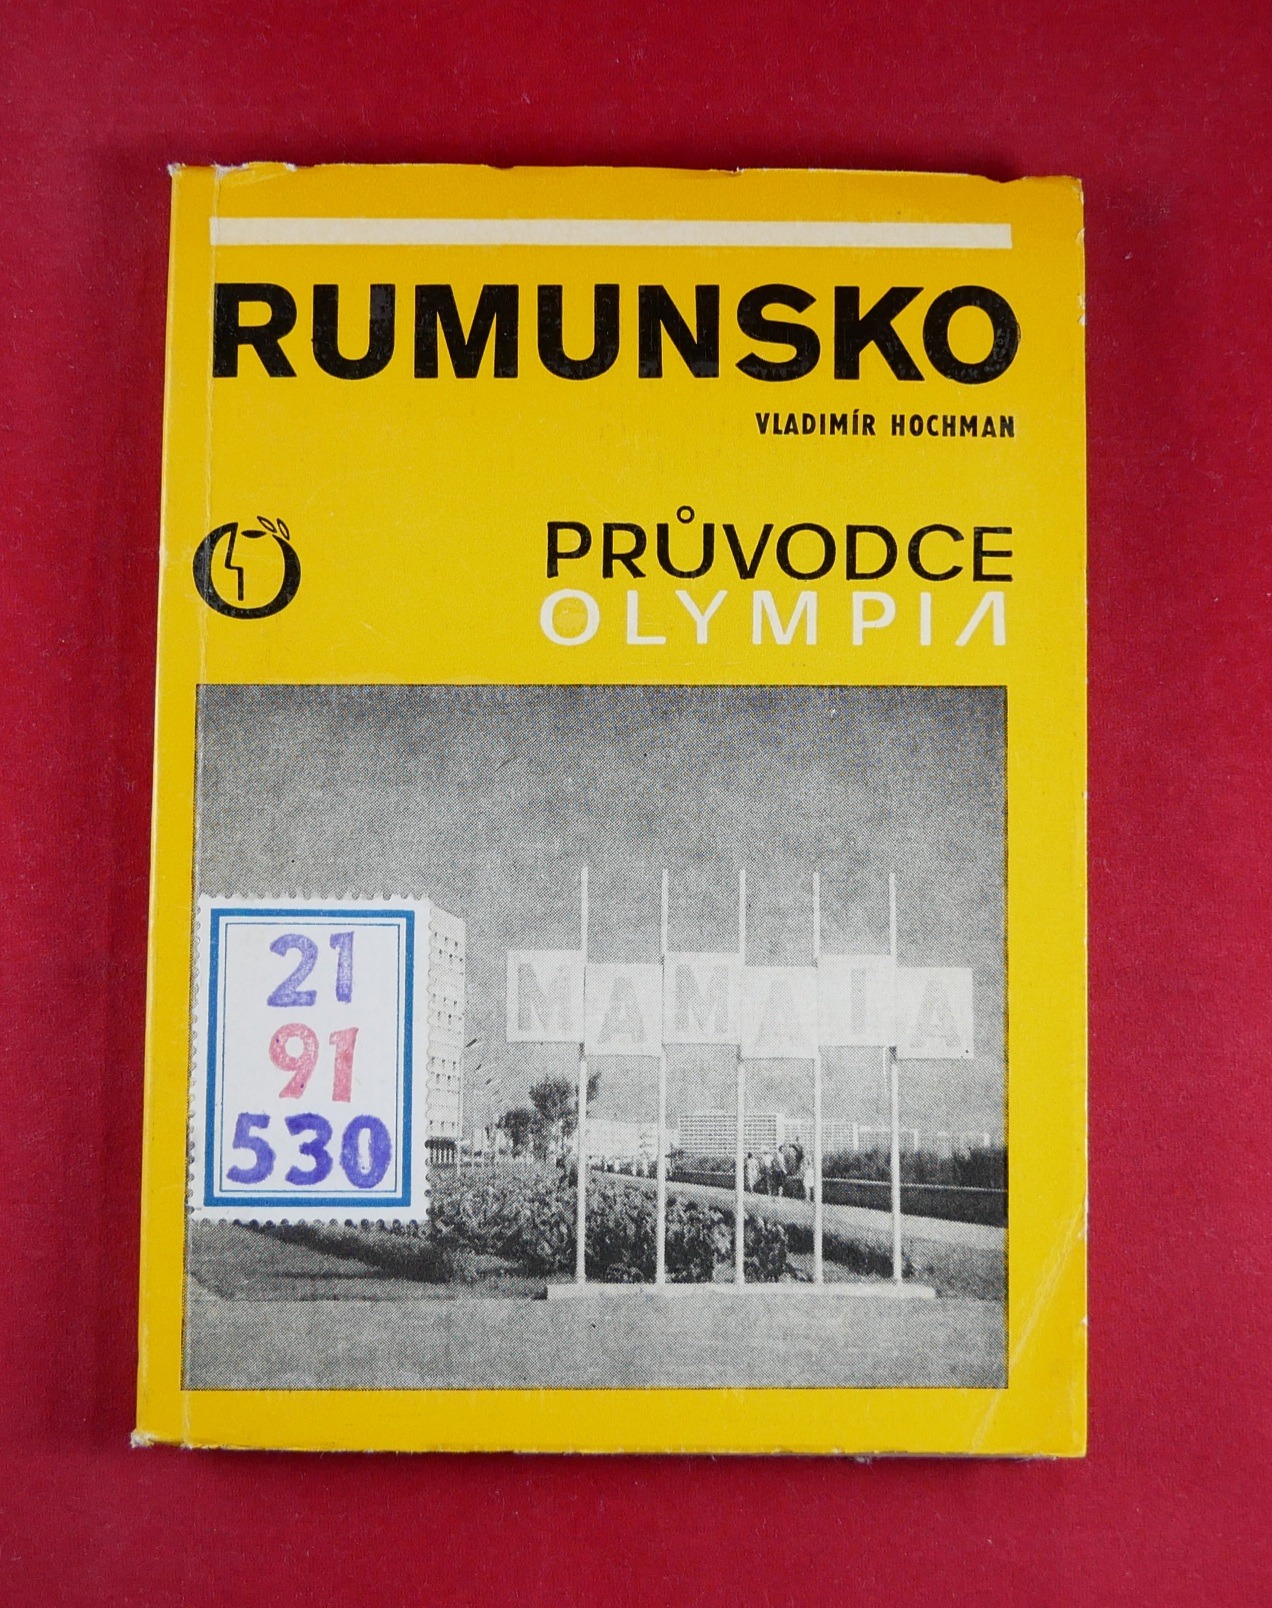 RUMUNSKO
VLADIMÍR HOCHMAN
PRŮVODCE
OLYMPIA
MAMAIA
21
91
530